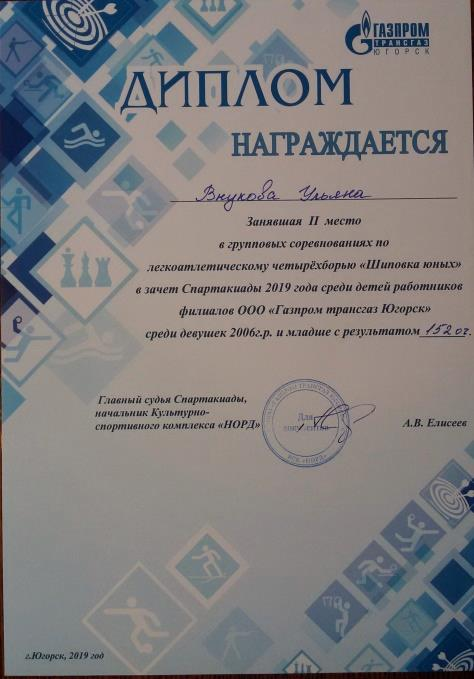 ГАЗПРОМ
ТРАНСГАЗ
ЮГОРСК
ДИПЛОМ
НАГРАЖДАЕТСЯ
Внукова Ульяна
Занявшая II место
в групповых соревнованиях по
легкоатлетическому четырёхборью «Шиповка юных»
в зачет Спартакиады 2019 года среди детей работников
филиалов ООО «Газпром трансгаз Югорск»
среди девушек 2006г.р. и младше с результатом 152 оч.
Главный судья Спартакиады,
начальник Культурно-
спортивного комплекса «НОРД»
Для
документов
А.В. Елисеев
г.Югорск, 2019 год